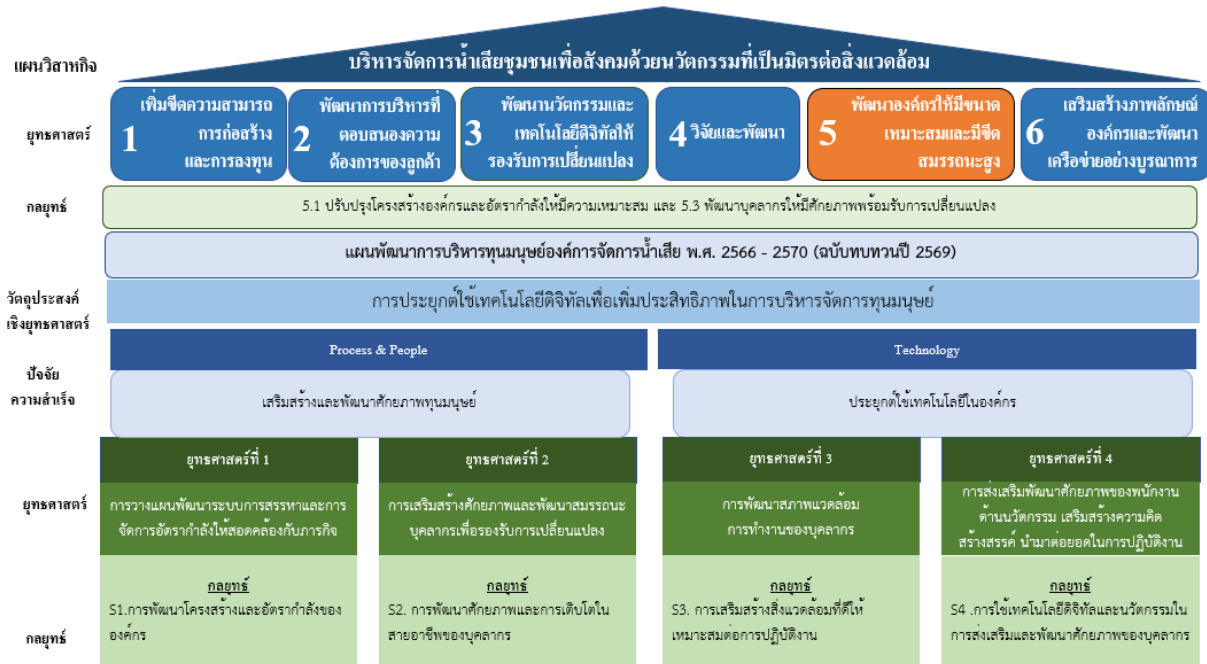 แผนวิสาหกิจ
บริหารจัดการน้ำเสียชุมชนเพื่อสังคมด้วยนวัตกรรมที่เป็นมิตรต่อสิ่งแวดล้อม
ยุทธศาสตร์
1
เพิ่มขีดความสามารถ
การก่อสร้าง
และการลงทุน
2
พัฒนาการบริหารที่
ตอบสนองความ
ต้องการของลูกค้า
3
พัฒนานวัตกรรมและ
เทคโนโลยีดิจิทัลให้
รองรับการเปลี่ยนแปลง
4 วิจัยและพัฒนา
5
พัฒนาองค์กรให้มีขนาด
เหมาะสมและมีขีด
สมรรถนะสูง
6
เสริมสร้างภาพลักษณ์
องค์กรและพัฒนา
เครือข่ายอย่างบูรณาการ
กลยุทธ์
5.1 ปรับปรุงโครงสร้างองค์กรและอัตรากำลังให้มีความเหมาะสม และ 5.3 พัฒนาบุคลากรให้มีศักยภาพพร้อมรับการเปลี่ยนแปลง
แผนพัฒนาการบริหารทุนมนุษย์องค์การจัดการน้ำเสีย พ.ศ. 2566 - 2570 (ฉบับทบทวนปี 2569)
วัตถุประสงค์
เชิงยุทธศาสตร์
การประยุกต์ใช้เทคโนโลยีดิจิทัลเพื่อเพิ่มประสิทธิภาพในการบริหารจัดการทุนมนุษย์
ปัจจัย
ความสำเร็จ
Process & People
Technology
เสริมสร้างและพัฒนาศักยภาพทุนมนุษย์
ประยุกต์ใช้เทคโนโลยีในองค์กร
ยุทธศาสตร์
ยุทธศาสตร์ที่ 1
การวางแผนพัฒนาระบบการสรรหาและการ
จัดการอัตรากำลังให้สอดคล้องกับภารกิจ
ยุทธศาสตร์ที่ 2
การเสริมสร้างศักยภาพและพัฒนาสมรรถนะ
บุคลากรเพื่อรองรับการเปลี่ยนแปลง
ยุทธศาสตร์ที่ 3
การพัฒนาสภาพแวดล้อม
การทำงานของบุคลากร
ยุทธศาสตร์ที่ 4
การส่งเสริมพัฒนาศักยภาพของพนักงาน
ด้านนวัตกรรม เสริมสร้างความคิด
สร้างสรรค์ นำมาต่อยอดในการปฏิบัติงาน
กลยุทธ์
กลยุทธ์
S1.การพัฒนาโครงสร้างและอัตรากำลังของ
องค์กร
กลยุทธ์
S2. การพัฒนาศักยภาพและการเติบโตใน
สายอาชีพของบุคลากร
กลยุทธ์
S3. การเสริมสร้างสิ่งแวดล้อมที่ดีให้
เหมาะสมต่อการปฏิบัติงาน
กลยุทธ์
S4 .การใช้เทคโนโลยีดิจิทัลและนวัตกรรมใน
การส่งเสริมและพัฒนาศักยภาพของบุคลากร